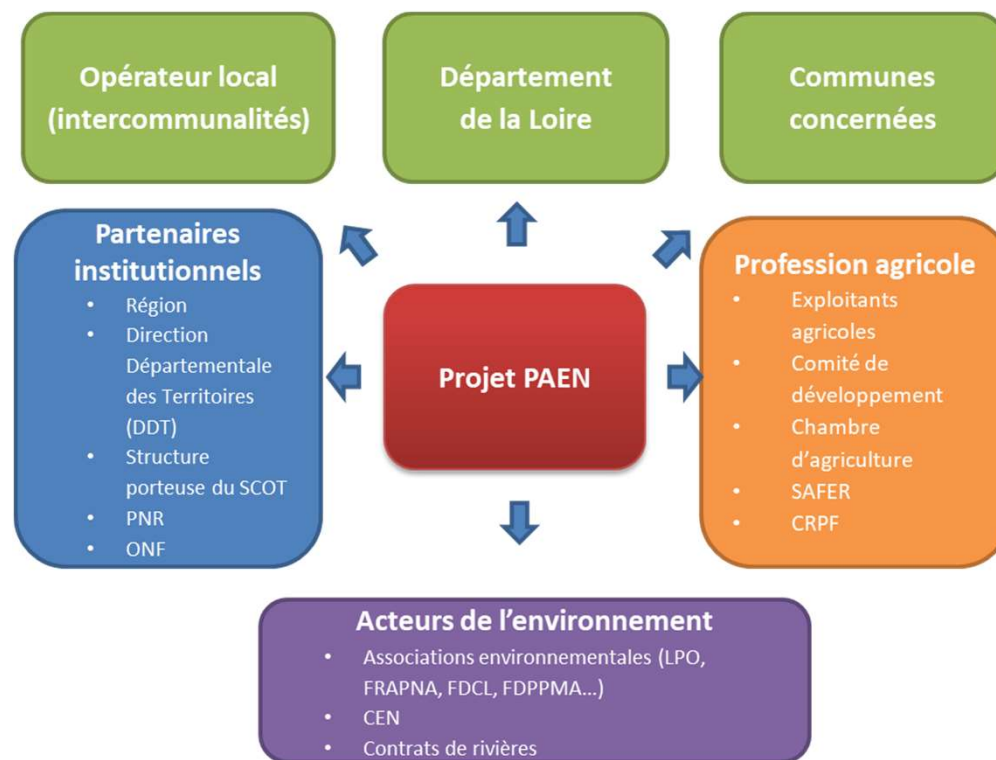 Opérateur local
(intercommunalités)
Département
de la Loire
Communes
concernées
Partenaires
institutionnels
• Région
• Direction
Départementale
des Territoires
(DDT)
• Structure
porteuse du SCOT
• PNR
• ONF
Projet PAEN
Profession agricole
• Exploitants
agricoles
• Comité de
développement
• Chambre
d'agriculture
• SAFER
• CRPF
Acteurs de l'environnement
• Associations environnementales (LPO,
FRAPNA, FDCL, FDPPMA...)
• CEN
• Contrats de rivières